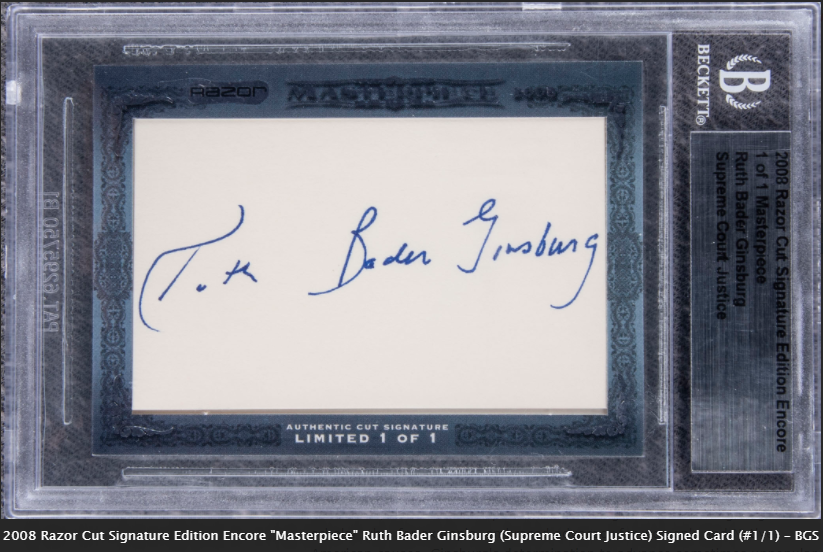 Razor
MASTERPIECE
Ruth Bader Ginsburg
AUTHENTIC CUT SIGNATURE
LIMITED 1 OF 1
BECKETT®
B
2008 Razor Cut Signature Edition Encore
1 of 1 Masterpiece
Ruth Bader Ginsburg
Supreme Court Justice
2008 Razor Cut Signature Edition Encore "Masterpiece" Ruth Bader Ginsburg (Supreme Court Justice) Signed Card (#1/1) – BGS